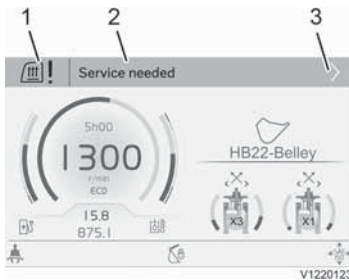 1 2 3
! Service needed
5h00
1300
r/min
ECO
15.8
875.1
HB22-Belley
X3 X1
V1220123